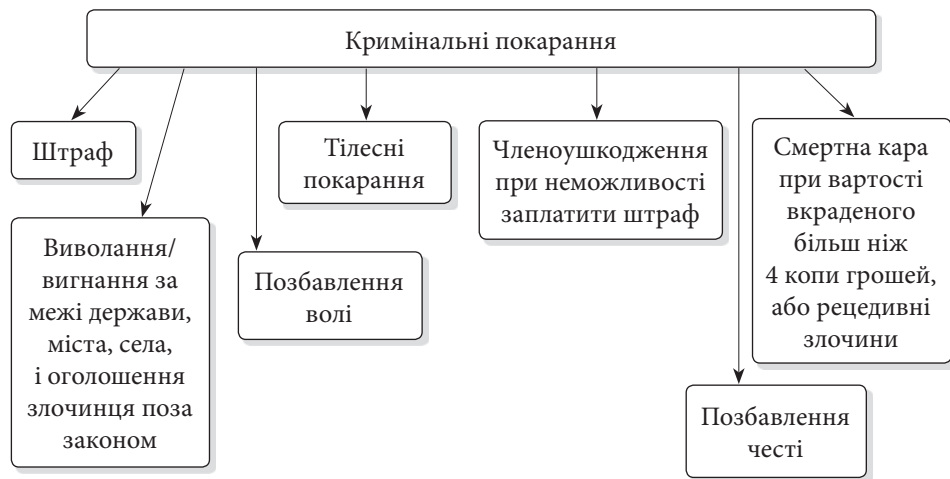 Кримінальні покарання
Штраф
Виволання/
вигнання за
межі держави,
міста, села,
і оголошення
злочинця поза
законом
Позбавлення
волі
Тілесні
покарання
Членоушкодження
при неможливості
заплатити штраф
Позбавлення
честі
Смертна кара
при вартості
вкраденого
більш ніж
4 копи грошей,
або рецедивні
злочини